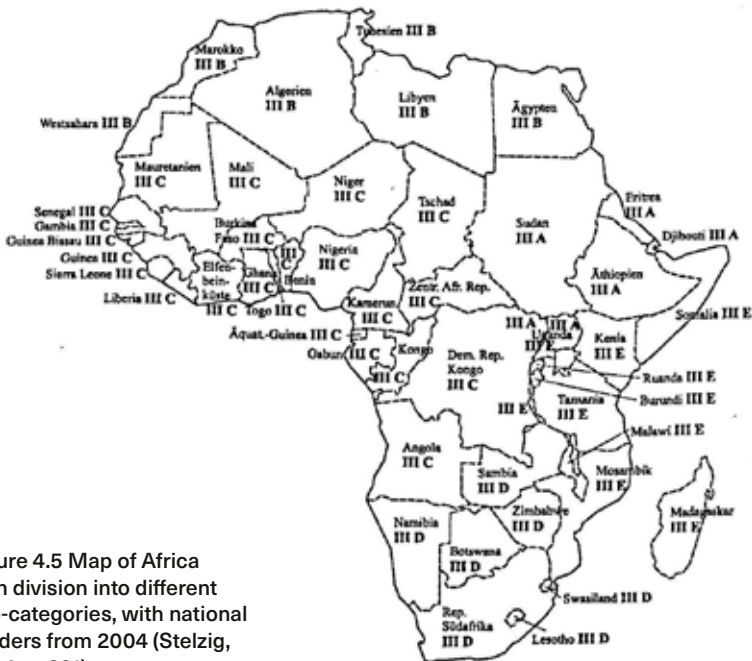 Tunesien III B
Marokko
III B
Algerien
III B
Libyen
III B
Ägypten
III B
Westsahara III B
Mauretanien
III C
Mali
III C
Niger
III C
Tschad
III C
Sudan
III A
Eritrea
III A
Djibouti III A
Senegal III C
Gambia III C
Guinea Bissau III C
Guinea III C
Sierra Leone III C
Liberia III C
Burkina
Faso III C
Elfen-
bein-
küste
III C
Ghana
III C
Togo III C
III
C
Benin
Nigeria
III C
Kamerun
III C
Zentr. Afr. Rep.
III C
Äthiopien
III A
Somalia III E
Äquat.-Guinea III C
Gabun III C
Kongo
III C
Dem. Rep.
Kongo
III C
III A
III A
Uganda
III E
Kenia
III E
Ruanda III E
Burundi III E
Tansania
III E
III E
Malawi III E
Angola
III C
Sambia
III D
Mosambik
III E
Madagaskar
III E
Namibia
III D
Zimbabwe
III D
Botswana
III D
Swasiland III D
Rep.
Südafrika
III D
Lesotho III D
ure 4.5 Map of Africa
division into different
-categories, with national
ders from 2004 (Stelzig,